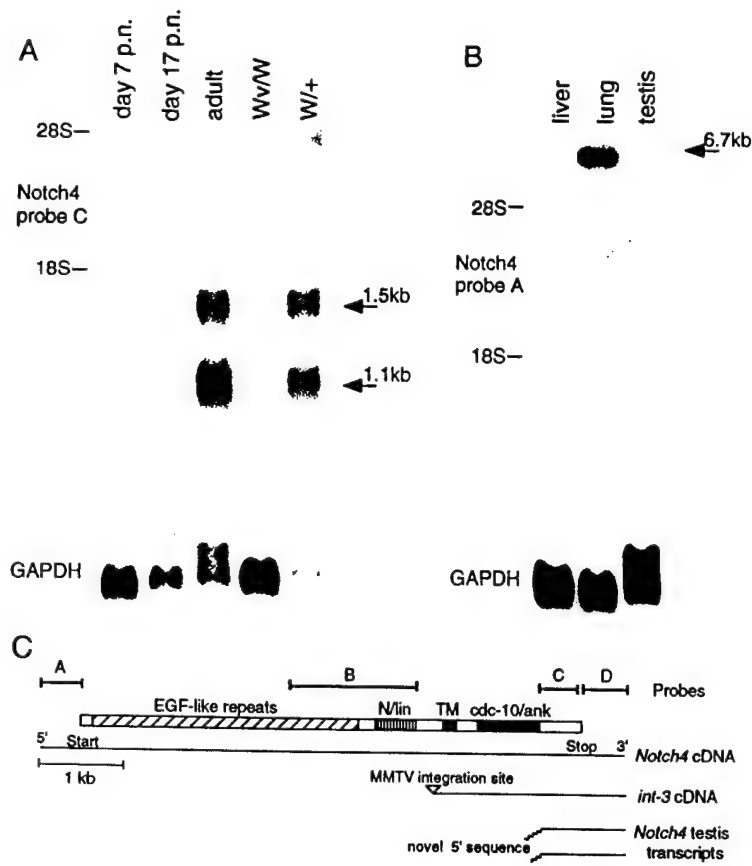 A
day 7 p.n.
day 17 p.n.
adult
Wv/W
W/+
28S
Notch4
probe C
18S
1.5kb
1.1kb
GAPDH
B
liver
lung
testis
6.7kb
28S
Notch4
probe A
18S
GAPDH
C
A
B
C
D
Probes
EGF-like repeats
N/lin
TM
cdc-10/ank
5'
Start
Stop
3'
Notch4 cDNA
1 kb
MMTV integration site
int-3 cDNA
novel 5' sequence
Notch4 testis
transcripts